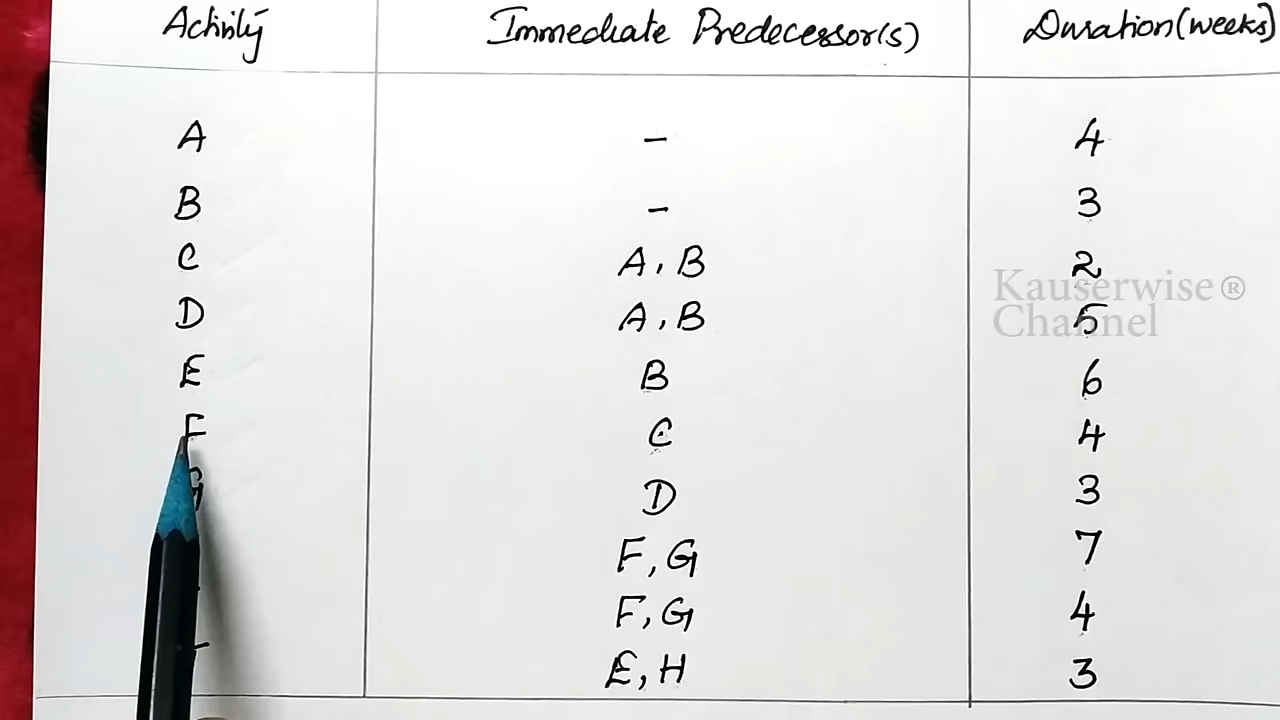 Activity Immediate Predecessor(s) Duration(weeks)
A - 4
B - 3
C A, B 2
D A, B 5
E B 6
F C 4
G D 3
F, G 7
F, G 4
E, H 3
Kauserwise®
Channel